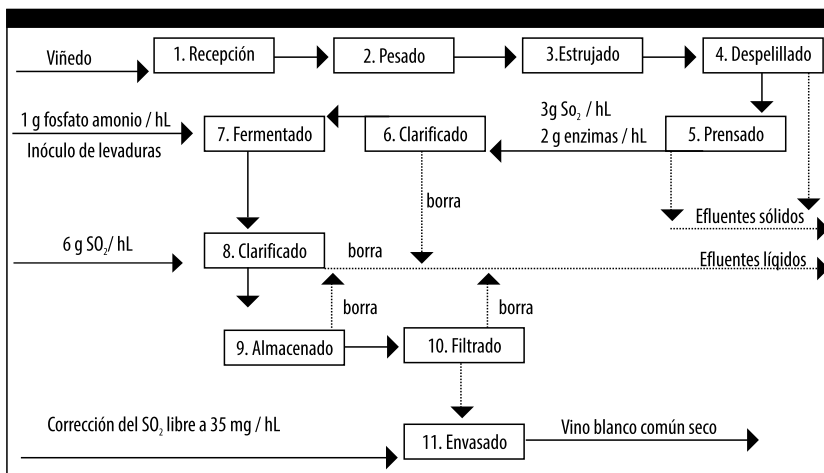 Viñedo
1. Recepción
2. Pesado
3.Estrujado
4. Despelillado
1 g fosfato amonio / hL
Inóculo de levaduras
7. Fermentado
6. Clarificado
3g So₂ / hL
2 g enzimas / hL
5. Prensado
borra
Efluentes sólidos
6 g SO₂/ hL
8. Clarificado
borra
Efluentes líqidos
borra
borra
9. Almacenado
10. Filtrado
Corrección del SO₂ libre a 35 mg / hL
11. Envasado
Vino blanco común seco